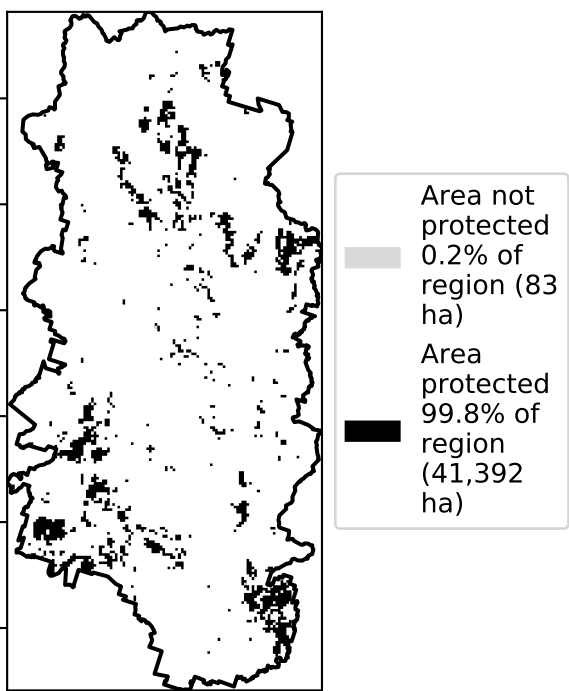 Area not
protected
0.2% of
region (83
ha)
Area
protected
99.8% of
region
(41,392
ha)